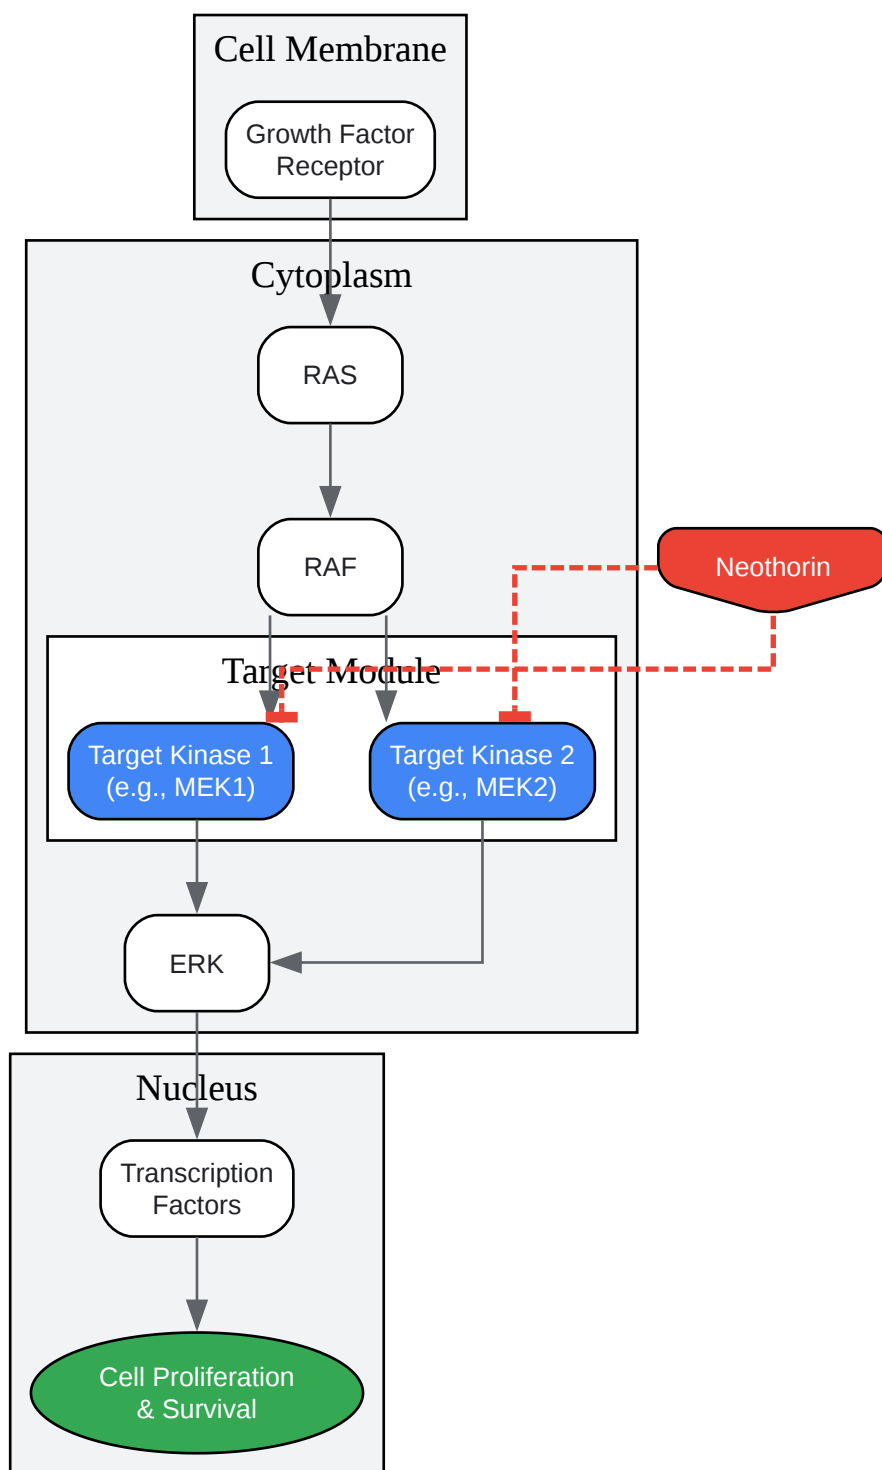 Cell Membrane
Growth Factor
Receptor
Cytoplasm
RAS
RAF
Neothorin
Target Module
Target Kinase 1
(e.g., MEK1)
Target Kinase 2
(e.g., MEK2)
ERK
Nucleus
Transcription
Factors
Cell Proliferation
& Survival